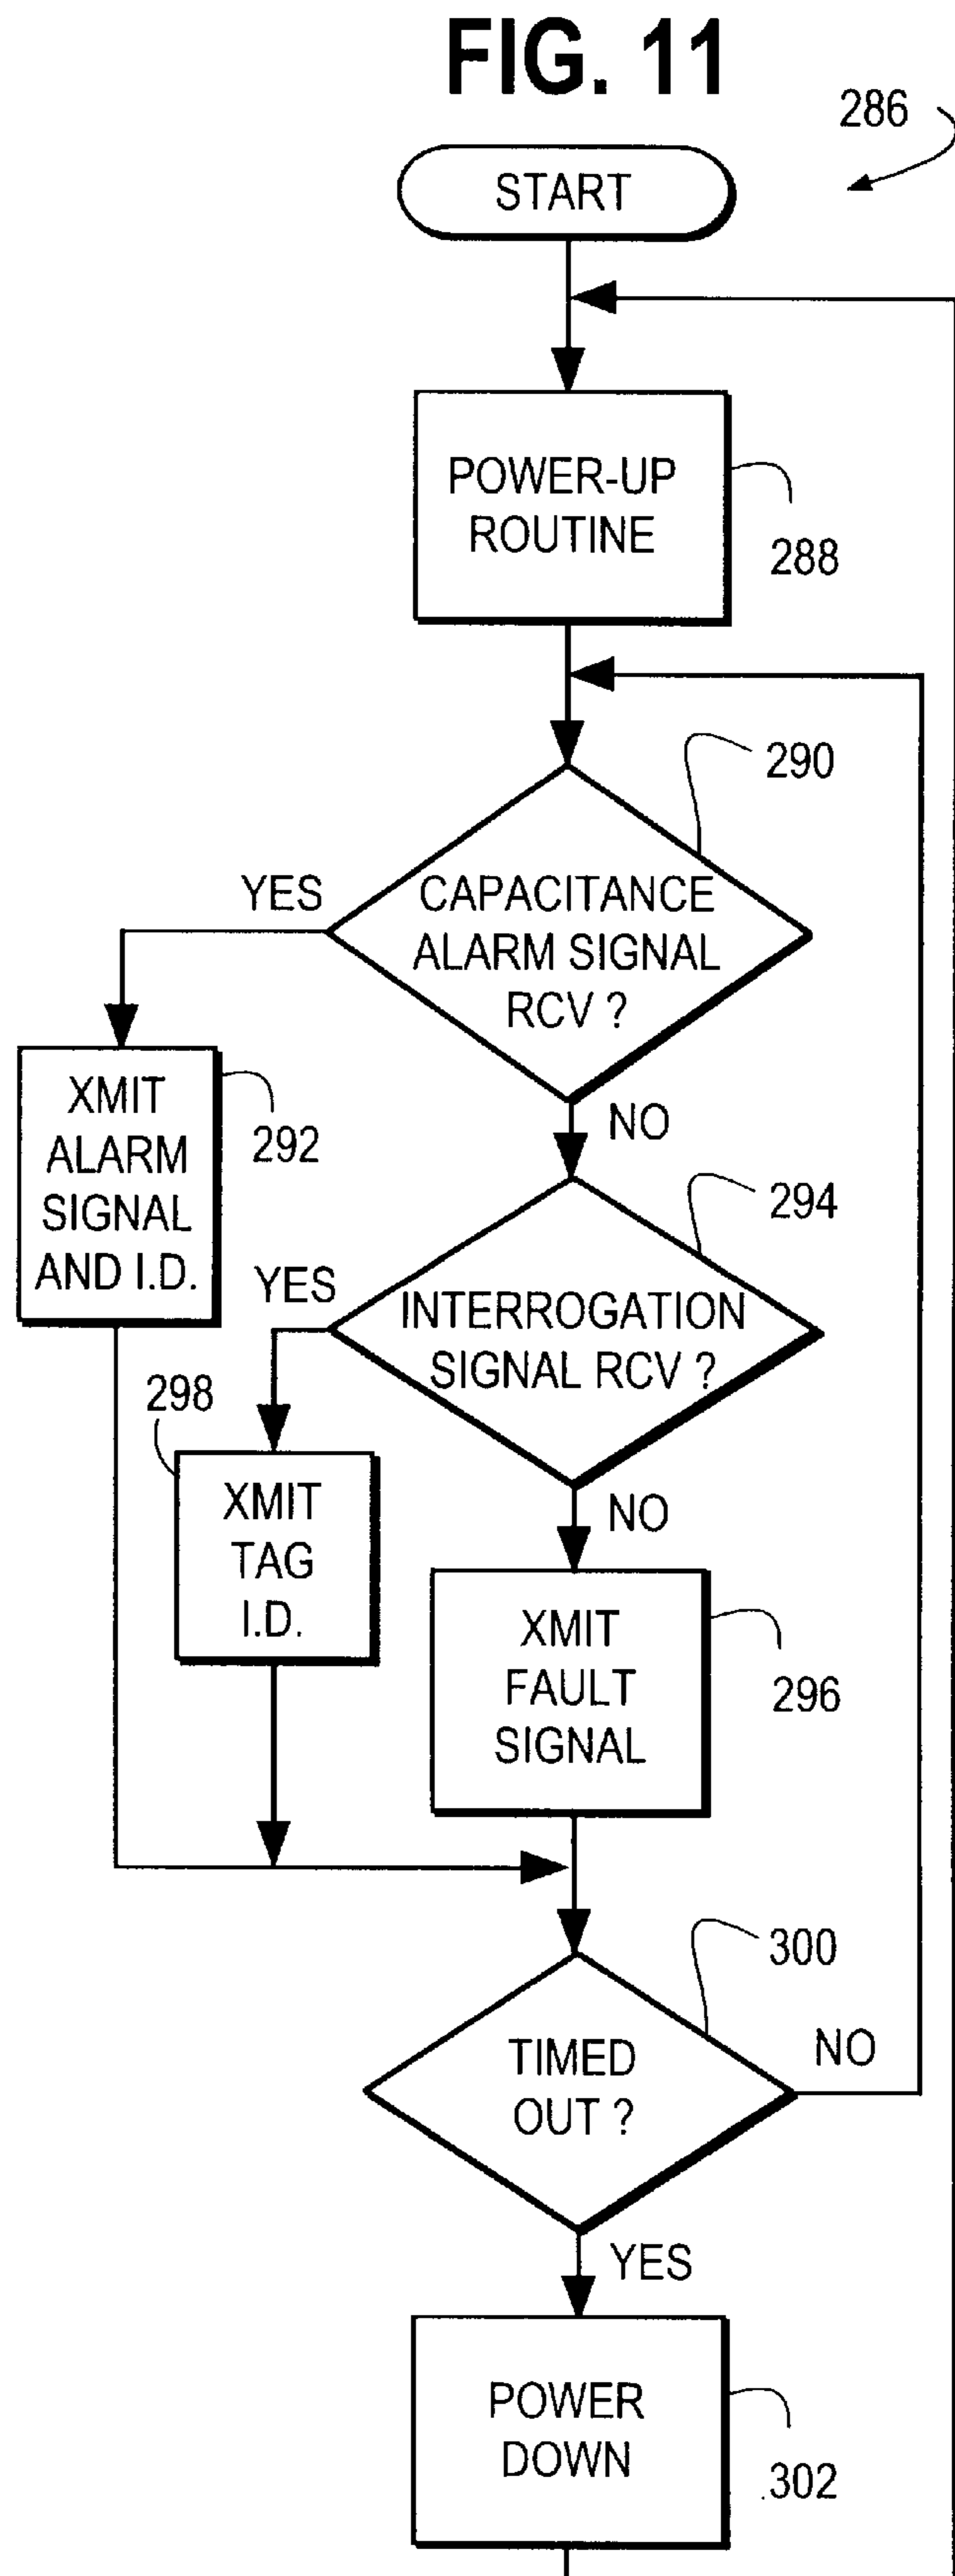 FIG. 11
286
START
POWER-UP
ROUTINE
288
290
CAPACITANCE
ALARM SIGNAL
RCV ?
YES
NO
XMIT
ALARM
SIGNAL
AND I.D.
292
294
INTERROGATION
SIGNAL RCV ?
YES
NO
298
XMIT
TAG
I.D.
XMIT
FAULT
SIGNAL
296
300
TIMED
OUT ?
NO
YES
POWER
DOWN
302